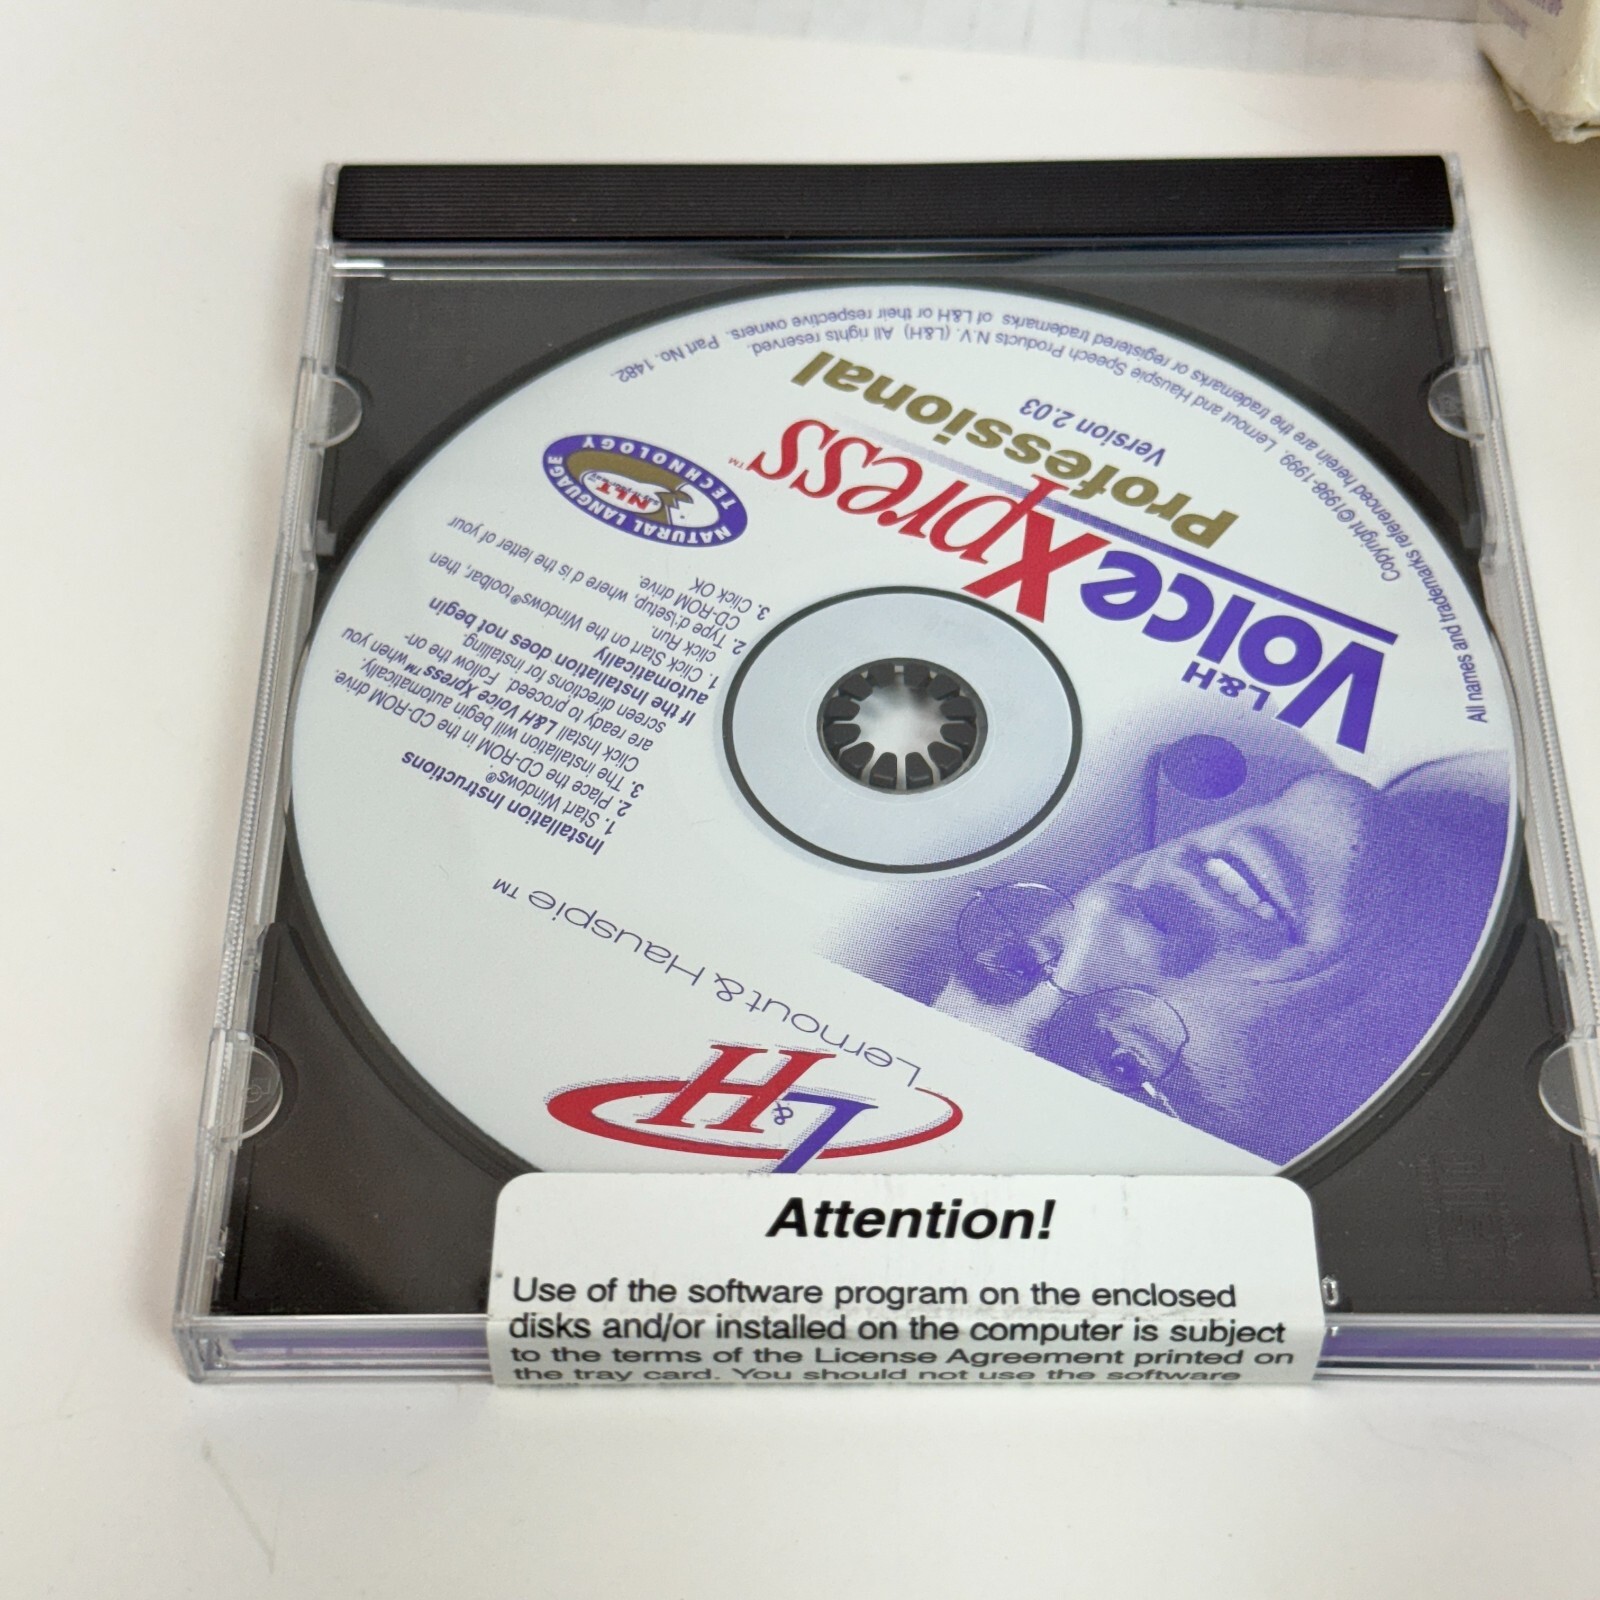 L&H
Voice Xpress™
Professional
Version 2.03
NATURAL LANGUAGE
NLT
TECHNOLOGY
Copyright ©1998-1999. Lernout and Hauspie Speech Products N.V. (L&H) All rights reserved.
All names and trademarks referenced herein are the trademarks or registered trademarks of L&H or their respective owners. Part No. 1482.
L&H
Lernout & Hauspie™
Installation Instructions
1. Start Windows®.
2. Place the CD-ROM in the CD-ROM drive.
3. The installation will begin automatically.
Click Install L&H Voice Xpress™ when you
are ready to proceed. Follow the on-
screen directions for installing.
If the Installation does not begin
automatically
1. Click Start on the Windows® toolbar, then
click Run.
2. Type d:\setup, where d is the letter of your
CD-ROM drive.
3. Click OK
Attention!
Use of the software program on the enclosed
disks and/or installed on the computer is subject
to the terms of the License Agreement printed on
the tray card. You should not use the software